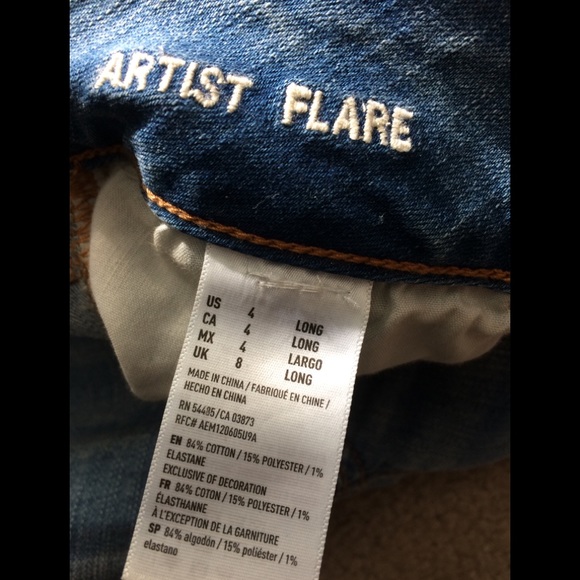 ARTIST FLARE
US 4 LONG
CA 4 LONG
MX 4 LARGO
UK 8 LONG
MADE IN CHINA / FABRIQUÉ EN CHINE /
HECHO EN CHINA
RN 54485/CA 03873
RFC# AEM120605U9A
EN 84% COTTON / 15% POLYESTER / 1%
ELASTANE
EXCLUSIVE OF DECORATION
FR 84% COTON / 15% POLYESTER / 1%
ÉLASTHANNE
À L'EXCEPTION DE LA GARNITURE
SP 84% algodón / 15% poliéster / 1%
elastano